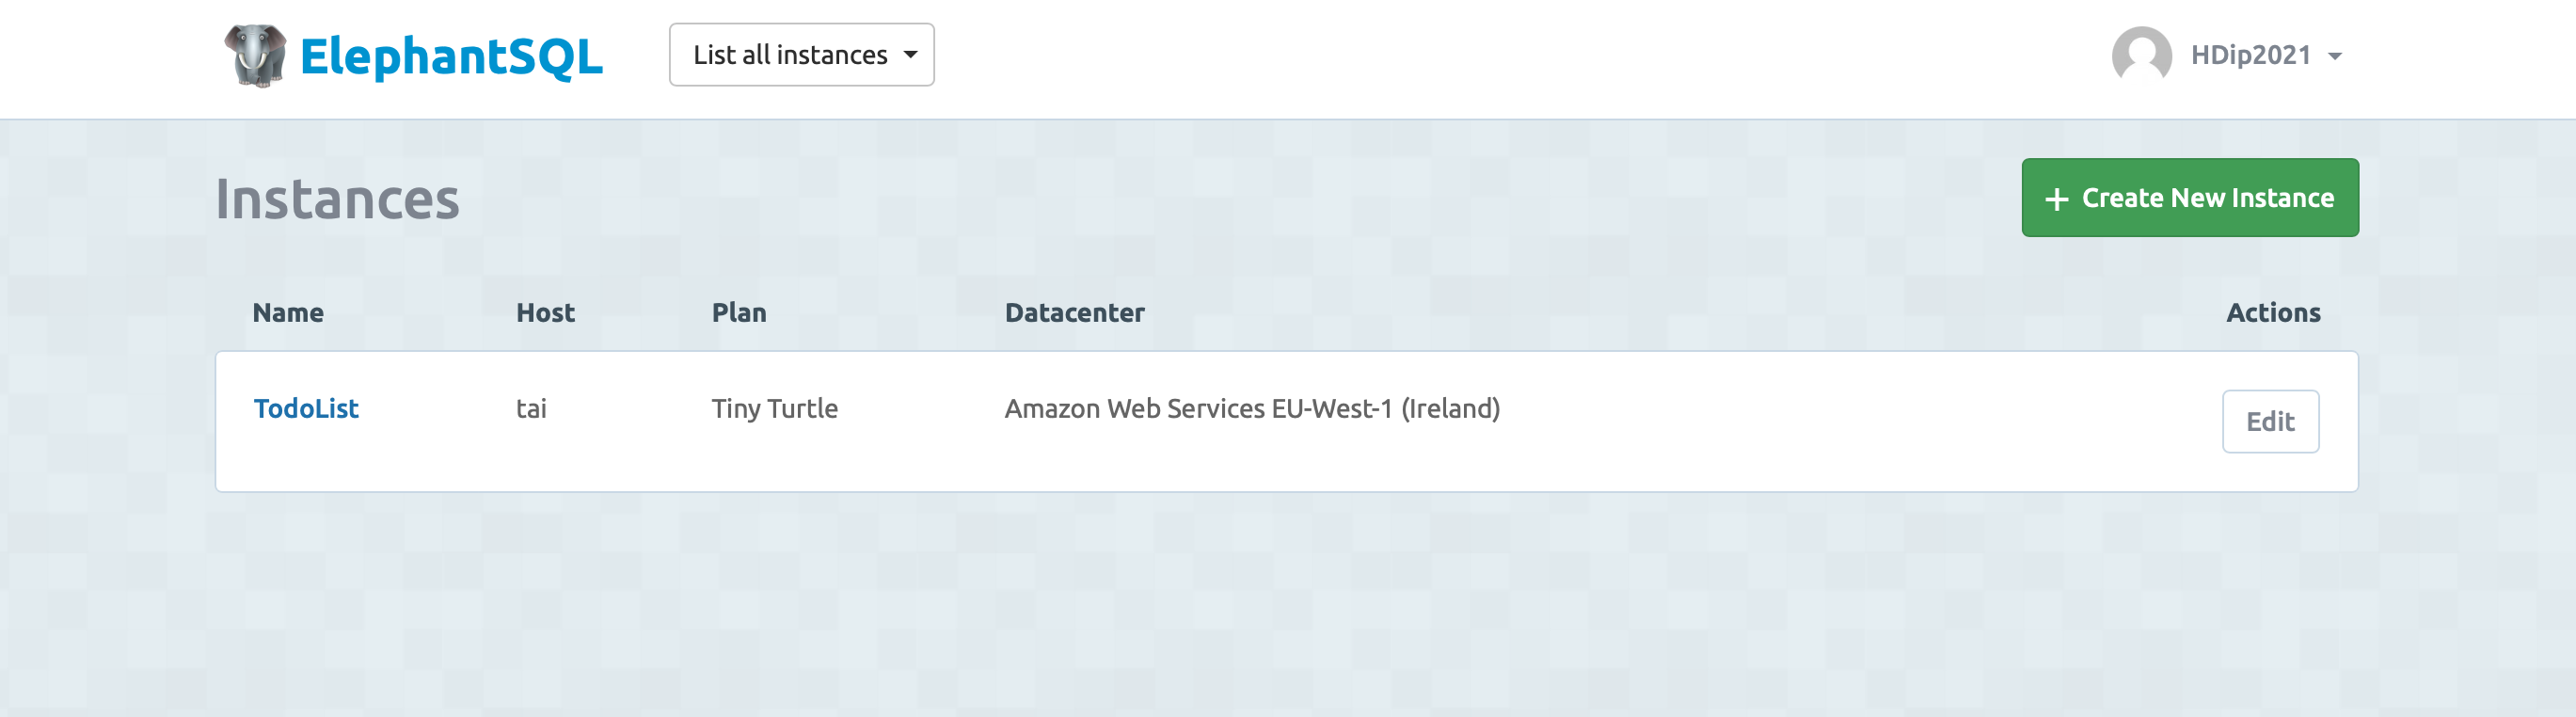 ElephantSQL List all instances HDip2021
Instances + Create New Instance
Name Host Plan Datacenter Actions
TodoList tai Tiny Turtle Amazon Web Services EU-West-1 (Ireland) Edit